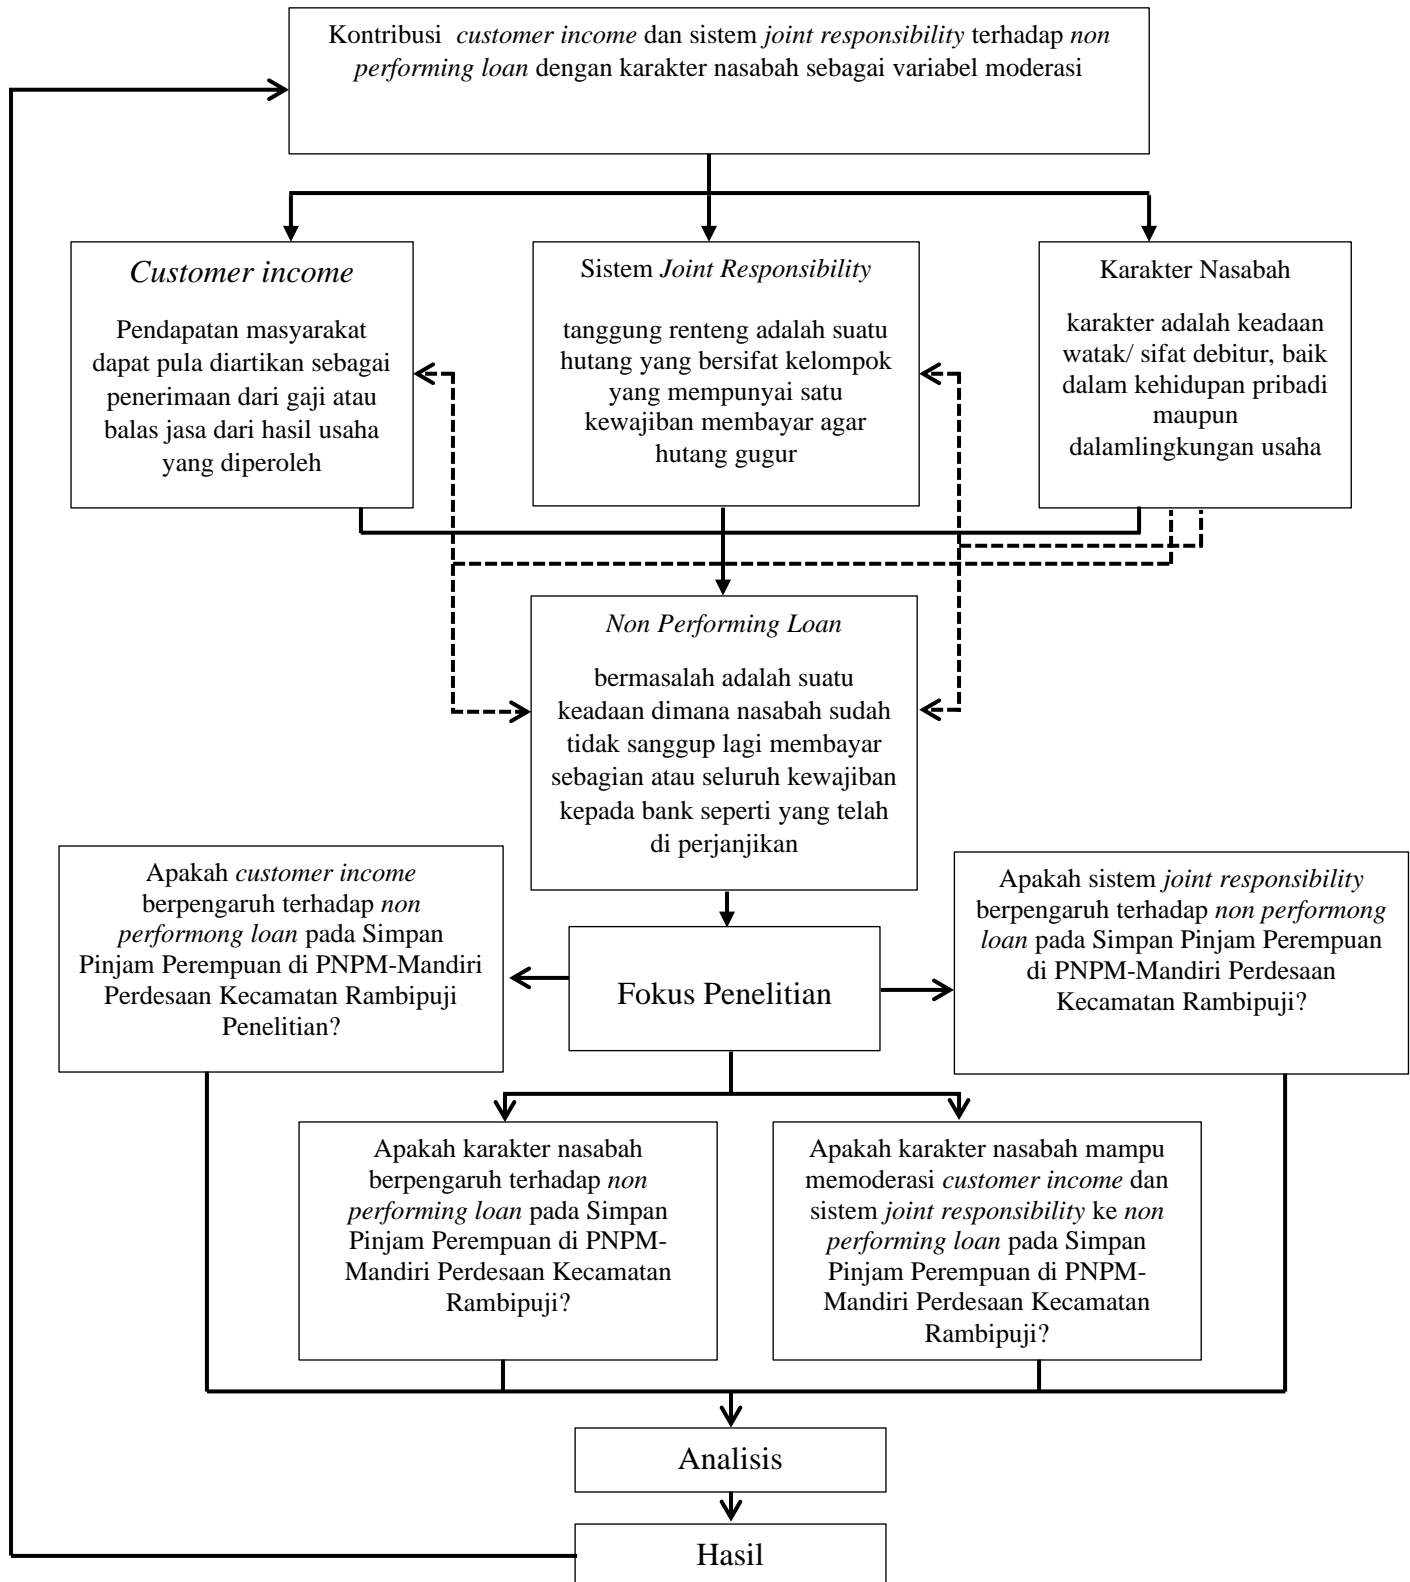 Kontribusi customer income dan sistem joint responsibility terhadap non
performing loan dengan karakter nasabah sebagai variabel moderasi
Customer income
Pendapatan masyarakat
dapat pula diartikan sebagai
penerimaan dari gaji atau
balas jasa dari hasil usaha
yang diperoleh
Sistem Joint Responsibility
tanggung renteng adalah suatu
hutang yang bersifat kelompok
yang mempunyai satu
kewajiban membayar agar
hutang gugur
Karakter Nasabah
karakter adalah keadaan
watak/ sifat debitur, baik
dalam kehidupan pribadi
maupun
dalamlingkungan usaha
Non Performing Loan
bermasalah adalah suatu
keadaan dimana nasabah sudah
tidak sanggup lagi membayar
sebagian atau seluruh kewajiban
kepada bank seperti yang telah
di perjanjikan
Apakah customer income
berpengaruh terhadap non
performong loan pada Simpan
Pinjam Perempuan di PNPM-Mandiri
Perdesaan Kecamatan Rambipuji
Penelitian?
Fokus Penelitian
Apakah sistem joint responsibility
berpengaruh terhadap non performong
loan pada Simpan Pinjam Perempuan
di PNPM-Mandiri Perdesaan
Kecamatan Rambipuji?
Apakah karakter nasabah
berpengaruh terhadap non
performing loan pada Simpan
Pinjam Perempuan di PNPM-
Mandiri Perdesaan Kecamatan
Rambipuji?
Apakah karakter nasabah mampu
memoderasi customer income dan
sistem joint responsibility ke non
performing loan pada Simpan
Pinjam Perempuan di PNPM-
Mandiri Perdesaan Kecamatan
Rambipuji?
Analisis
Hasil